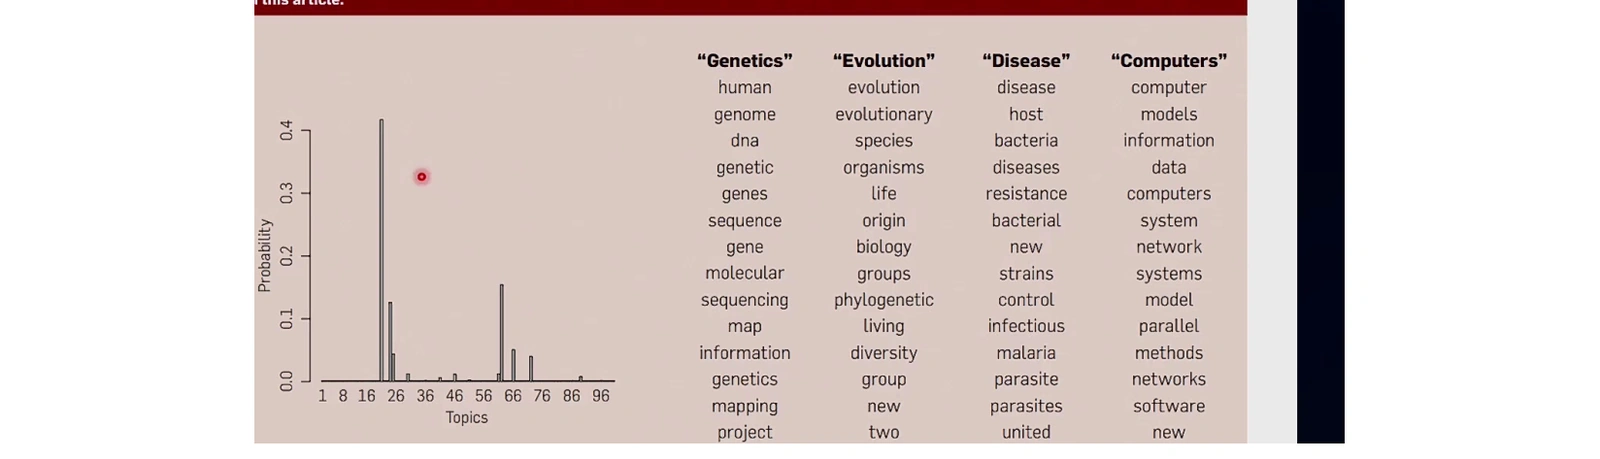 this article.
“Genetics” “Evolution” “Disease” “Computers”
human evolution disease computer
genome evolutionary host models
dna species bacteria information
genetic organisms diseases data
genes life resistance computers
sequence origin bacterial system
gene biology new network
molecular groups strains systems
sequencing phylogenetic control model
map living infectious parallel
information diversity malaria methods
genetics group parasite networks
mapping new parasites software
project two united new
Probability
0.4
0.3
0.2
0.1
0.0
1 8 16 26 36 46 56 66 76 86 96
Topics